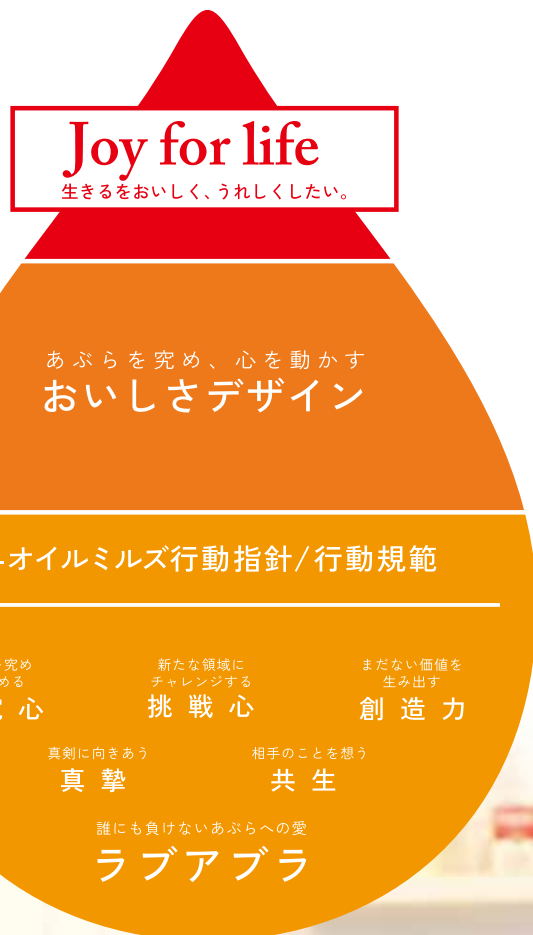 Joy for life
生きるをおいしく、うれしくしたい。
あぶらを究め、心を動かす
おいしさデザイン
オイルミルズ行動指針/行動規範
究め
める
心
新たな領域に
チャレンジする
挑戦心
まだない価値を
生み出す
創造力
真剣に向きあう
真摯
相手のことを想う
共生
誰にも負けないあぶらへの愛
ラブアブラ